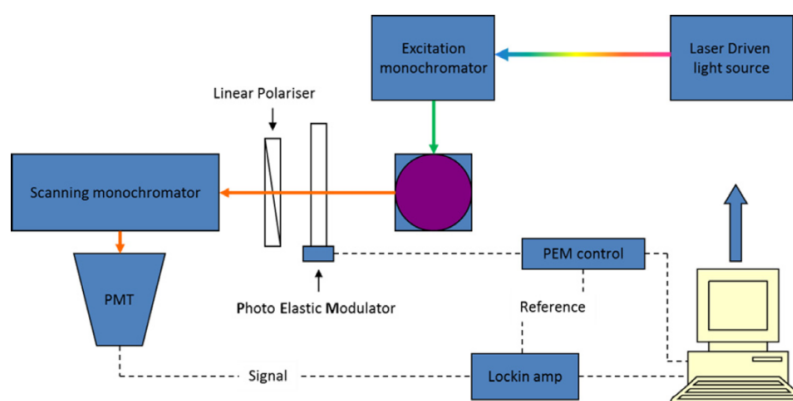 Excitation
monochromator
Laser Driven
light source
Linear Polariser
Scanning monochromator
PEM control
PMT
Photo Elastic Modulator
Reference
Signal
Lockin amp